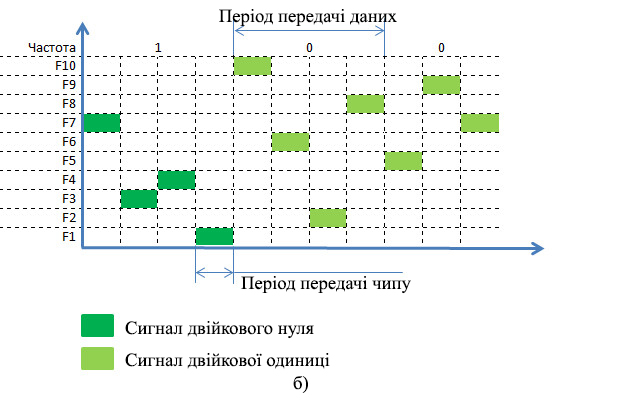 Період передачі даних
Частота 1 0 0
F10
F9
F8
F7
F6
F5
F4
F3
F2
F1
Період передачі чипу
Сигнал двійкового нуля
Сигнал двійкової одиниці
б)